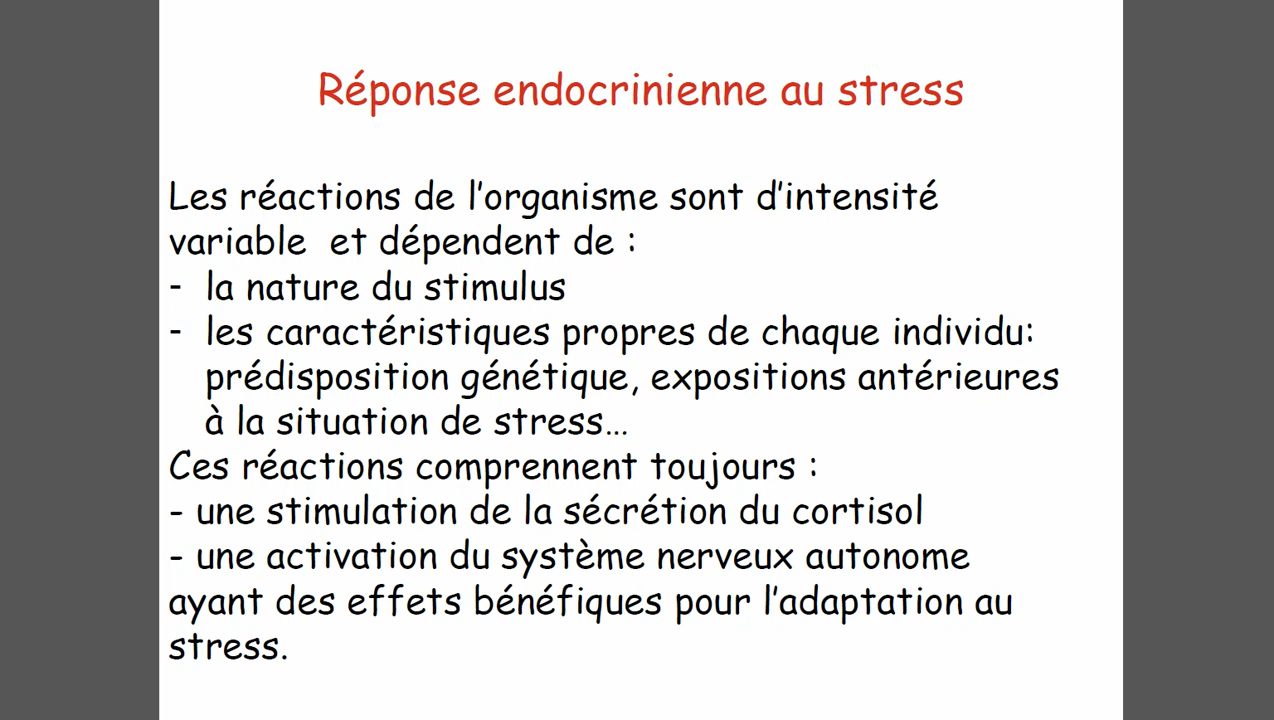 Réponse endocrinienne au stress
Les réactions de l'organisme sont d'intensité
variable et dépendent de :
- la nature du stimulus
- les caractéristiques propres de chaque individu:
prédisposition génétique, expositions antérieures
à la situation de stress…
Ces réactions comprennent toujours :
- une stimulation de la sécrétion du cortisol
- une activation du système nerveux autonome
ayant des effets bénéfiques pour l'adaptation au
stress.